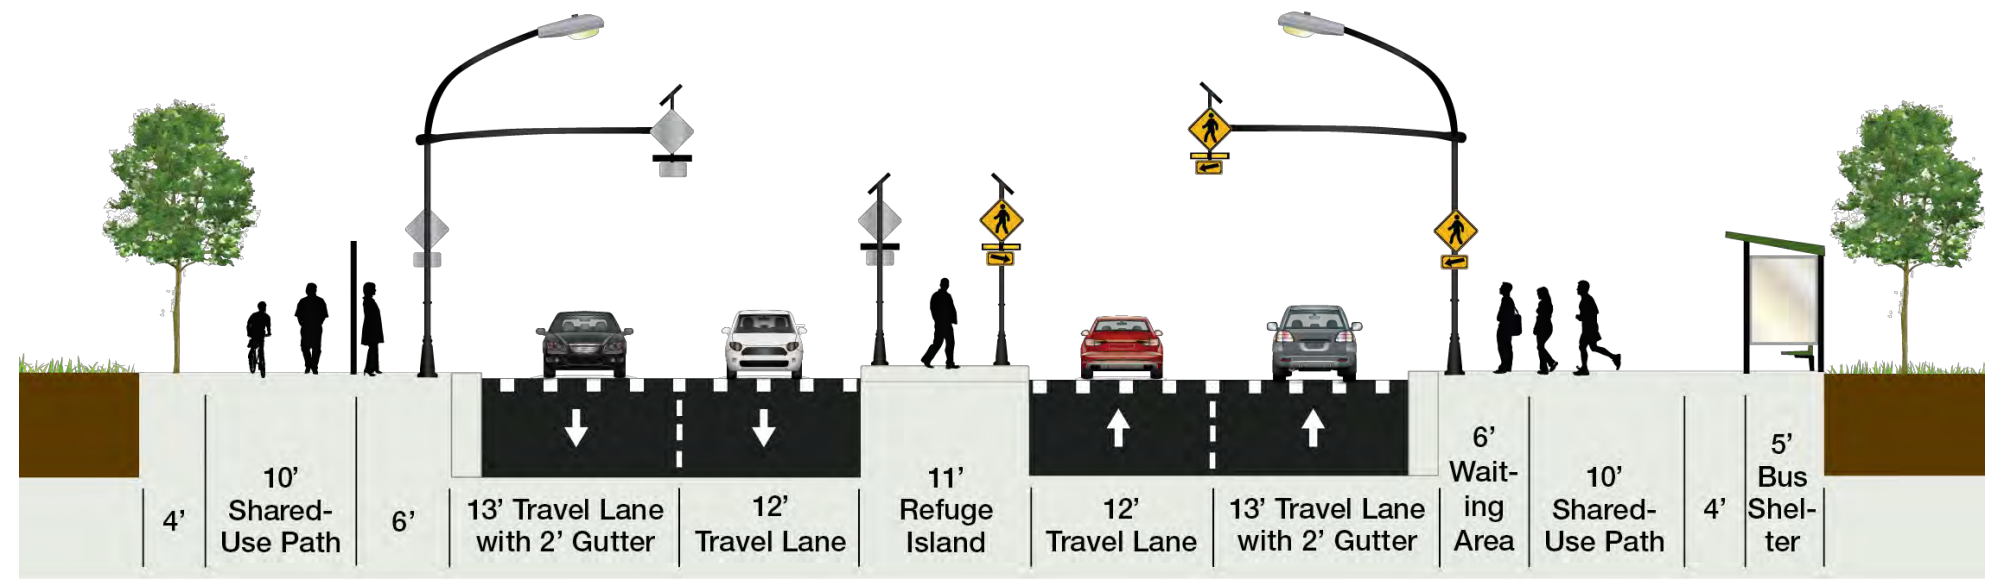 4’
10’
Shared-
Use Path
6’
13’ Travel Lane
with 2’ Gutter
12’
Travel Lane
11’
Refuge
Island
12’
Travel Lane
13’ Travel Lane
with 2’ Gutter
6’
Wait-
ing
Area
10’
Shared-
Use Path
4’
5’
Bus
Shel-
ter